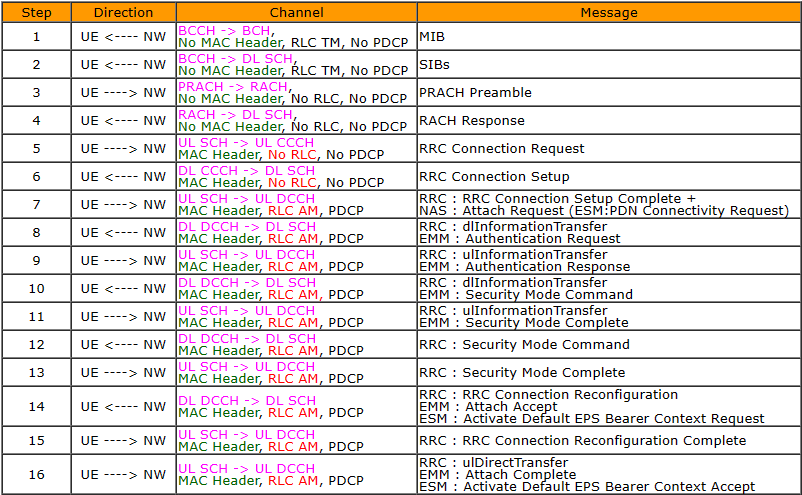 Step Direction Channel Message
1 UE <---- NW BCCH -> BCH,
No MAC Header, RLC TM, No PDCP MIB
2 UE <---- NW BCCH -> DL SCH,
No MAC Header, RLC TM, No PDCP SIBs
3 UE ----> NW PRACH -> RACH,
No MAC Header, No RLC, No PDCP PRACH Preamble
4 UE <---- NW RACH -> DL SCH,
No MAC Header, No RLC, No PDCP RACH Response
5 UE ----> NW UL SCH -> UL CCCH
MAC Header, No RLC, No PDCP RRC Connection Request
6 UE <---- NW DL CCCH -> DL SCH
MAC Header, No RLC, No PDCP RRC Connection Setup
7 UE ----> NW UL SCH -> UL DCCH
MAC Header, RLC AM, PDCP RRC : RRC Connection Setup Complete +
NAS : Attach Request (ESM:PDN Connectivity Request)
8 UE <---- NW DL DCCH -> DL SCH
MAC Header, RLC AM, PDCP RRC : dlInformationTransfer
EMM : Authentication Request
9 UE ----> NW UL SCH -> UL DCCH
MAC Header, RLC AM, PDCP RRC : ulInformationTransfer
EMM : Authentication Response
10 UE <---- NW DL DCCH -> DL SCH
MAC Header, RLC AM, PDCP RRC : dlInformationTransfer
EMM : Security Mode Command
11 UE ----> NW UL SCH -> UL DCCH
MAC Header, RLC AM, PDCP RRC : ulInformationTransfer
EMM : Security Mode Complete
12 UE <---- NW DL DCCH -> DL SCH
MAC Header, RLC AM, PDCP RRC : Security Mode Command
13 UE ----> NW UL SCH -> UL DCCH
MAC Header, RLC AM, PDCP RRC : Security Mode Complete
14 UE <---- NW DL DCCH -> DL SCH
MAC Header, RLC AM, PDCP RRC : RRC Connection Reconfiguration
EMM : Attach Accept
ESM : Activate Default EPS Bearer Context Request
15 UE ----> NW UL SCH -> UL DCCH
MAC Header, RLC AM, PDCP RRC : RRC Connection Reconfiguration Complete
16 UE ----> NW UL SCH -> UL DCCH
MAC Header, RLC AM, PDCP RRC : ulDirectTransfer
EMM : Attach Complete
ESM : Activate Default EPS Bearer Context Accept